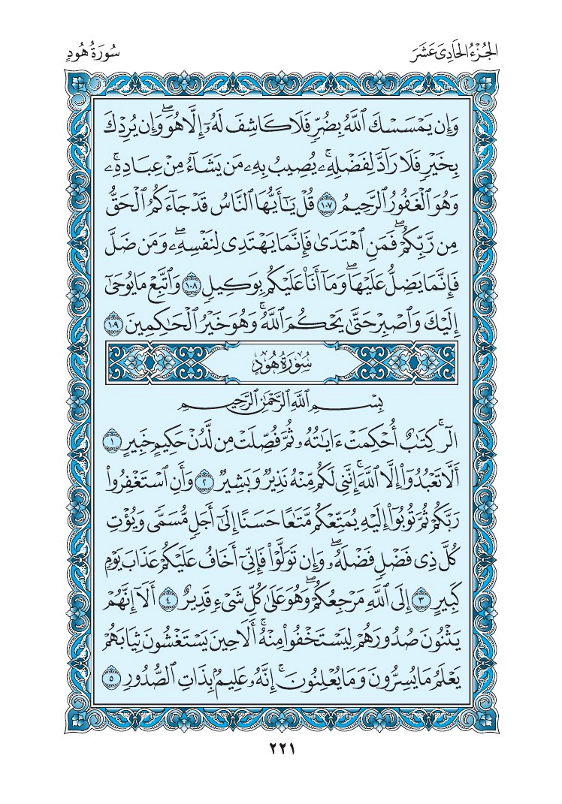 الجُزْءُ الحَادِىَ عَشَرَ
سُورَةُ هُودٍ
وَإِن يَمْسَسْكَ ٱللَّهُ بِضُرٍّ فَلَا كَاشِفَ لَهُۥٓ إِلَّا هُوَۖ وَإِن يُرِدْكَ
بِخَيْرٍ فَلَا رَآدَّ لِفَضْلِهِۦۚ يُصِيبُ بِهِۦ مَن يَشَآءُ مِنْ عِبَادِهِۦۚ
وَهُوَ ٱلْغَفُورُ ٱلرَّحِيمُ ١٠٧ قُلْ يَٰٓأَيُّهَا ٱلنَّاسُ قَدْ جَآءَكُمُ ٱلْحَقُّ
مِن رَّبِّكُمْۖ فَمَنِ ٱهْتَدَىٰ فَإِنَّمَا يَهْتَدِى لِنَفْسِهِۦۖ وَمَن ضَلَّ
فَإِنَّمَا يَضِلُّ عَلَيْهَاۖ وَمَآ أَنَا۠ عَلَيْكُم بِوَكِيلٍ ١٠٨ وَٱتَّبِعْ مَا يُوحَىٰٓ
إِلَيْكَ وَٱصْبِرْ حَتَّىٰ يَحْكُمَ ٱللَّهُۚ وَهُوَ خَيْرُ ٱلْحَٰكِمِينَ ١٠٩
سُورَةُ هُودٍ
بِسْمِ ٱللَّهِ ٱلرَّحْمَٰنِ ٱلرَّحِيمِ
الٓرۚ كِتَٰبٌ أُحْكِمَتْ ءَايَٰتُهُۥ ثُمَّ فُصِّلَتْ مِن لَّدُنْ حَكِيمٍ خَبِيرٍ ١
أَلَّا تَعْبُدُوٓا۟ إِلَّا ٱللَّهَۚ إِنَّنِى لَكُم مِّنْهُ نَذِيرٌ وَبَشِيرٌ ٢ وَأَنِ ٱسْتَغْفِرُوا۟
رَبَّكُمْ ثُمَّ تُوبُوٓا۟ إِلَيْهِ يُمَتِّعْكُم مَّتَٰعًا حَسَنًا إِلَىٰٓ أَجَلٍ مُّسَمًّى وَيُؤْتِ
كُلَّ ذِى فَضْلٍ فَضْلَهُۥۖ وَإِن تَوَلَّوْا۟ فَإِنِّىٓ أَخَافُ عَلَيْكُمْ عَذَابَ يَوْمٍ
كَبِيرٍ ٣ إِلَى ٱللَّهِ مَرْجِعُكُمْۖ وَهُوَ عَلَىٰ كُلِّ شَىْءٍ قَدِيرٌ ٤ أَلَآ إِنَّهُمْ
يَثْنُونَ صُدُورَهُمْ لِيَسْتَخْفُوا۟ مِنْهُۚ أَلَا حِينَ يَسْتَغْشُونَ ثِيَابَهُمْ
يَعْلَمُ مَا يُسِرُّونَ وَمَا يُعْلِنُونَۚ إِنَّهُۥ عَلِيمٌۢ بِذَاتِ ٱلصُّدُورِ ٥
٢٢١